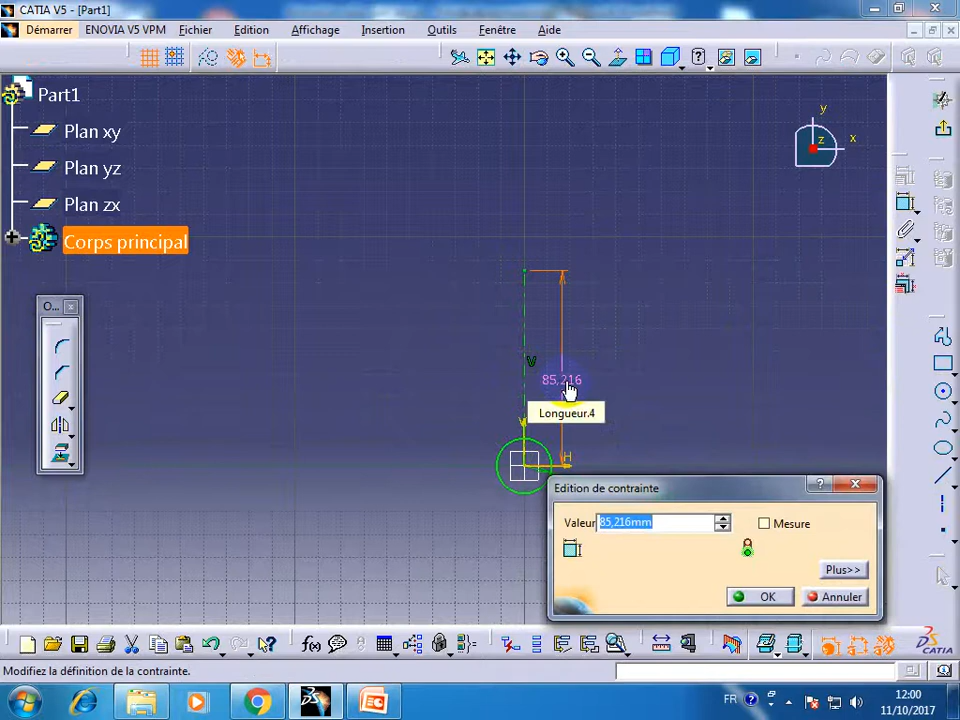 CATIA V5 - [Part1]
Démarrer ENOVIA V5 VPM Fichier Edition Affichage Insertion Outils Fenêtre Aide
Part1
Plan xy
Plan yz
Plan zx
Corps principal
y
x
z
O...
V
85,216
Longueur.4
V
H
Edition de contrainte
Valeur 85,216mm
Mesure
Plus>>
OK Annuler
f(x)
CATIA
Modifiez la définition de la contrainte.
FR
12:00
11/10/2017